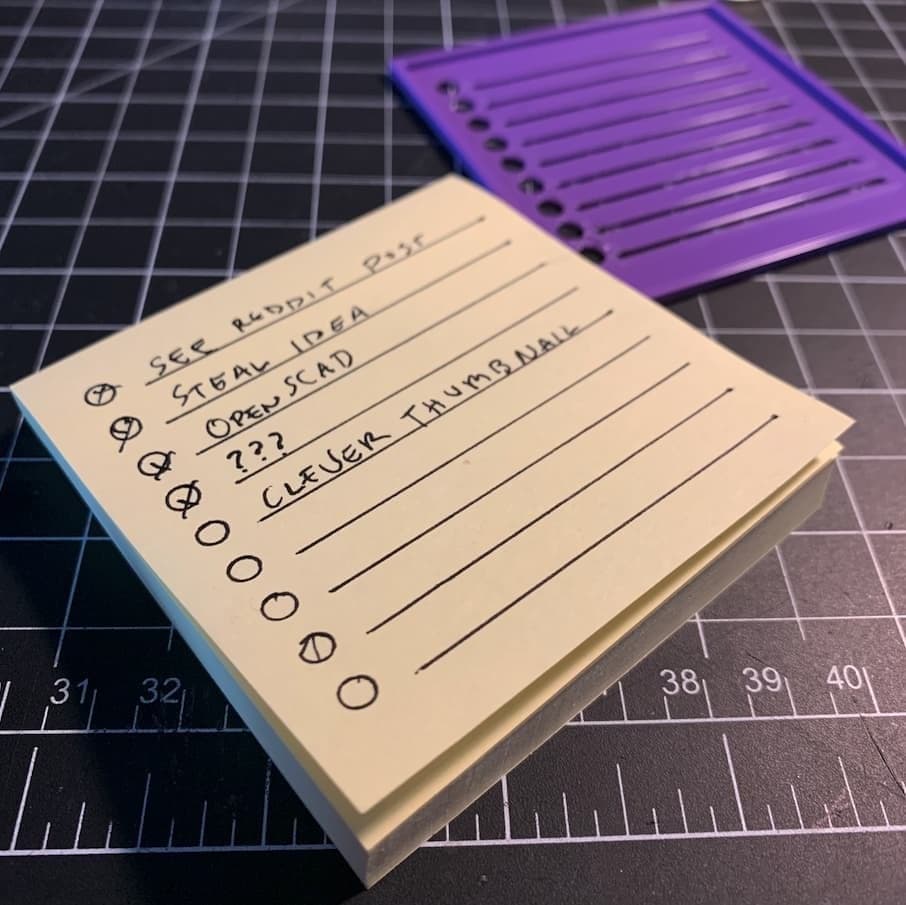 SEE REDDIT POST
STEAL IDEA
OPENSCAD
???
CLEVER THUMBNAIL
31 32 38 39 40